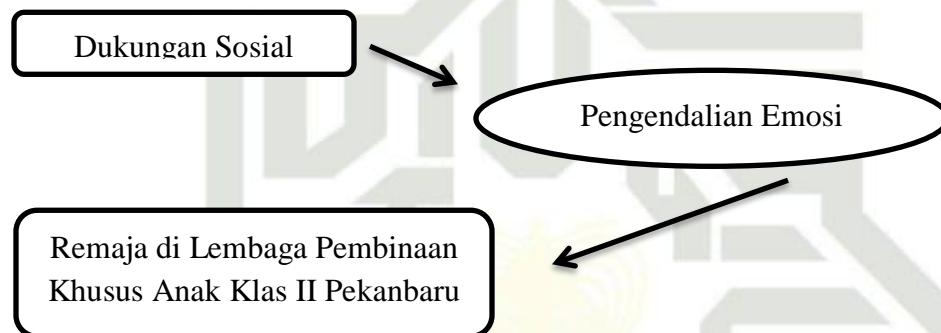 Dukungan Sosial
Pengendalian Emosi
Remaja di Lembaga Pembinaan
Khusus Anak Klas II Pekanbaru